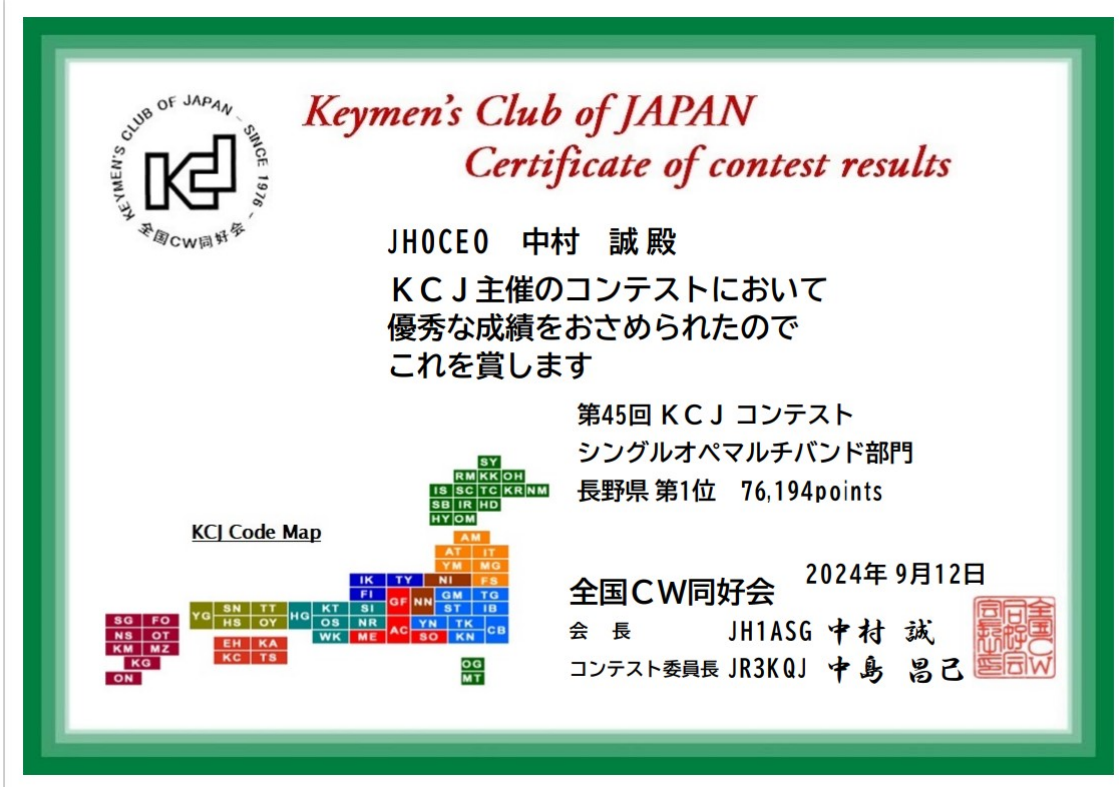 KEYMEN'S CLUB OF JAPAN - SINCE 1976 -
全国CW同好会
KCJ
Keymen's Club of JAPAN
Certificate of contest results
JH0CEO 中村 誠 殿
ＫＣＪ主催のコンテストにおいて
優秀な成績をおさめられたので
これを賞します
第45回 ＫＣＪ コンテスト
シングルオペマルチバンド部門
長野県 第1位 76,194points
KCJ Code Map
SY
RM KK OH
IS SC TC KR NM
SB IR HD
HY OM
AM
AT IT
YM MG
IK TY NI FS
FI GF NN GM TG
YG SN TT HG KT SI ST IB
HS OY OS NR AC YN TK CB
WK ME SO KN
SG FO
NS OT
KM MZ
KG
ON
EH KA
KC TS
OG
MT
2024年 9月12日
全国ＣＷ同好会
会 長 JH1ASG 中村 誠
コンテスト委員長 JR3KQJ 中島 昌己